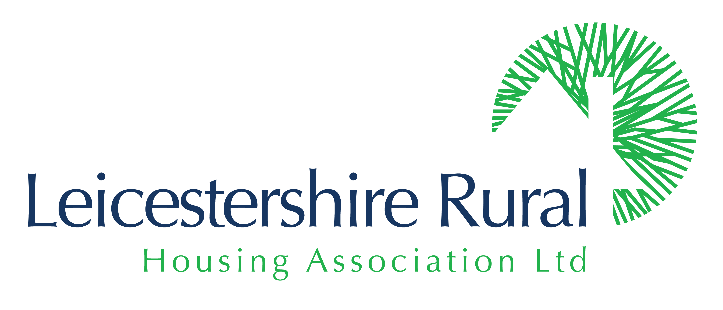 Leicestershire Rural
Housing Association Ltd